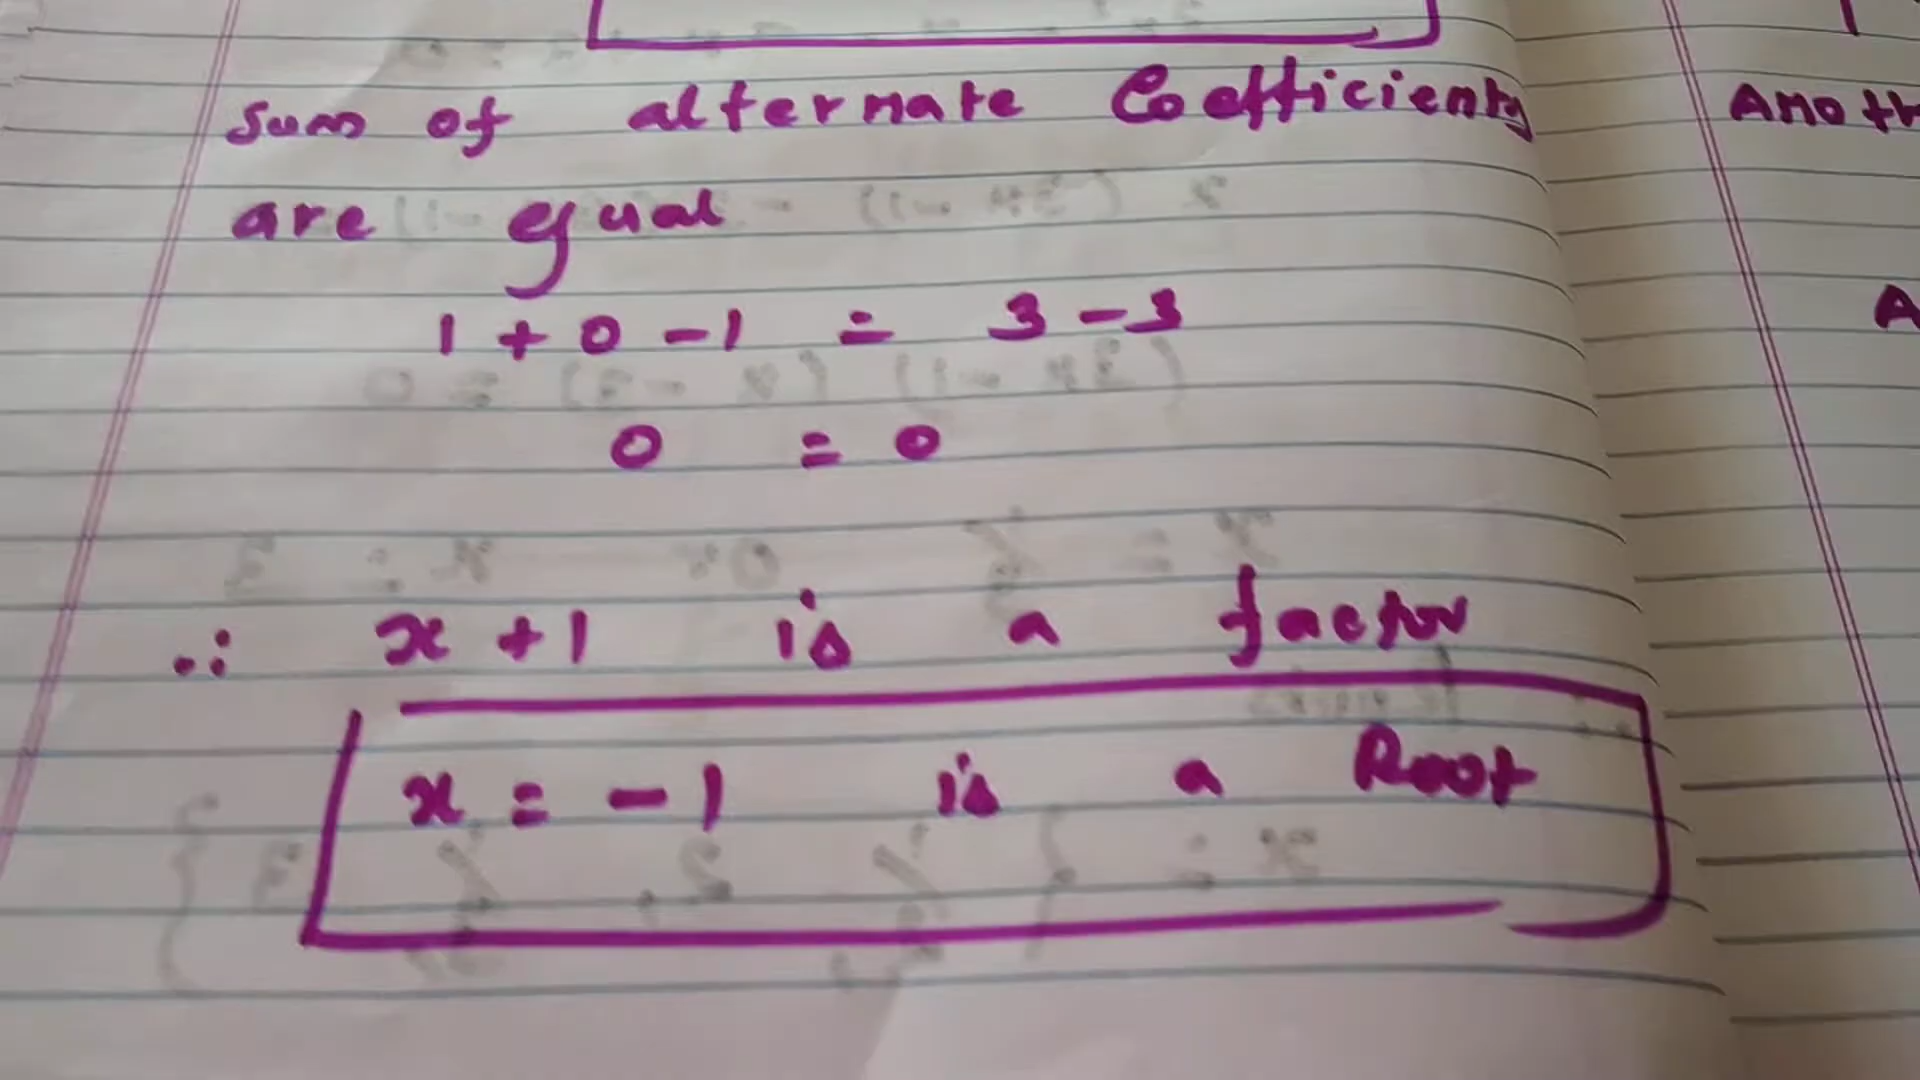 Sum of alternate Coefficients
are equal
1 + 0 - 1 = 3 - 3
0 = 0
∴ x + 1 is a factor
x = - 1 is a Root